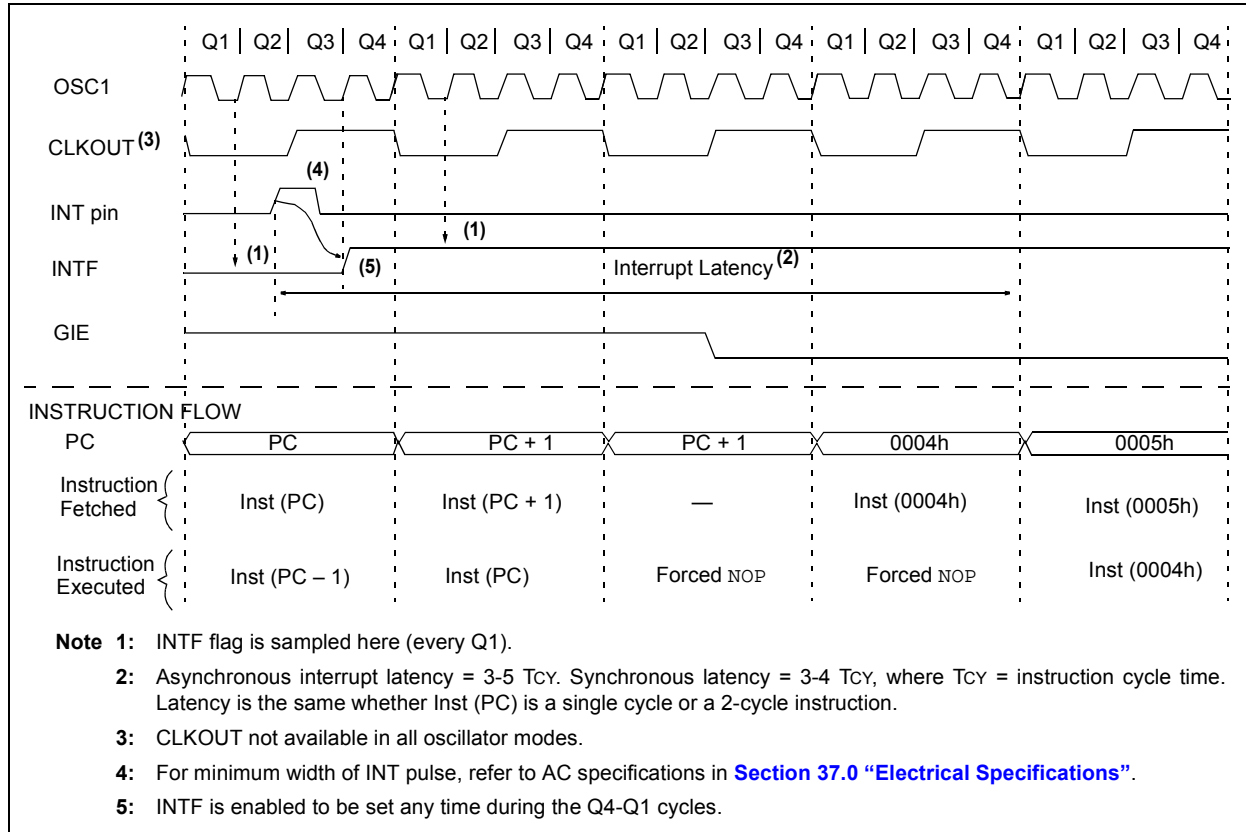 Q1 | Q2 | Q3 | Q4 Q1 | Q2 | Q3 | Q4 Q1 | Q2 | Q3 | Q4 Q1 | Q2 | Q3 | Q4 Q1 | Q2 | Q3 | Q4
OSC1
CLKOUT (3)
(4)
INT pin
(1)
(1)
INTF
(5)
Interrupt Latency (2)
GIE
INSTRUCTION FLOW
PC PC PC + 1 PC + 1 0004h 0005h
Instruction
Fetched
Inst (PC) Inst (PC + 1) — Inst (0004h) Inst (0005h)
Instruction
Executed
Inst (PC – 1) Inst (PC) Forced NOP Forced NOP Inst (0004h)
Note 1: INTF flag is sampled here (every Q1).
2: Asynchronous interrupt latency = 3-5 TCY. Synchronous latency = 3-4 TCY, where TCY = instruction cycle time.
Latency is the same whether Inst (PC) is a single cycle or a 2-cycle instruction.
3: CLKOUT not available in all oscillator modes.
4: For minimum width of INT pulse, refer to AC specifications in Section 37.0 “Electrical Specifications”.
5: INTF is enabled to be set any time during the Q4-Q1 cycles.